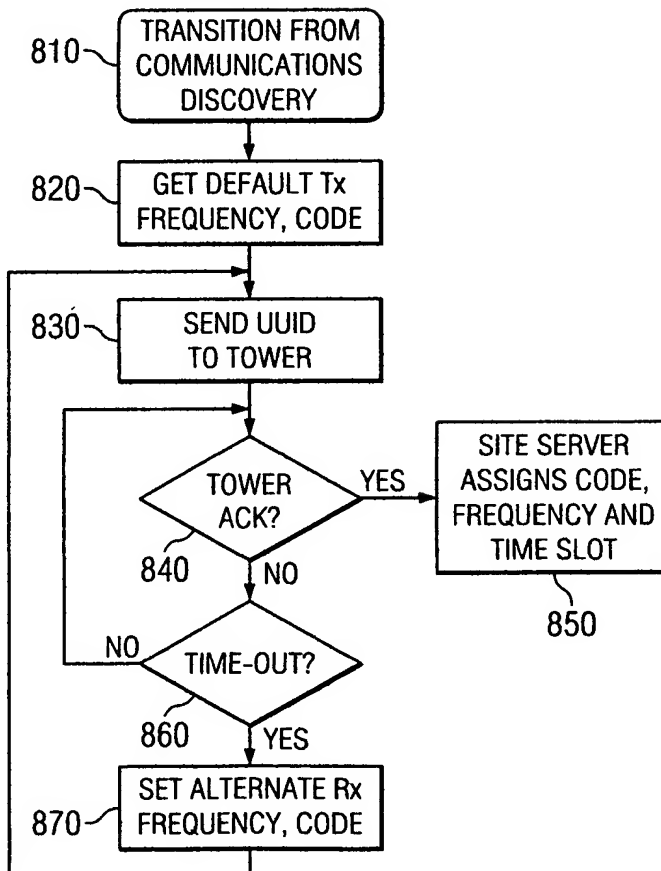 810
TRANSITION FROM
COMMUNICATIONS
DISCOVERY
820
GET DEFAULT Tx
FREQUENCY, CODE
830
SEND UUID
TO TOWER
TOWER
ACK?
840
YES
NO
SITE SERVER
ASSIGNS CODE,
FREQUENCY AND
TIME SLOT
850
TIME-OUT?
860
NO
YES
870
SET ALTERNATE Rx
FREQUENCY, CODE